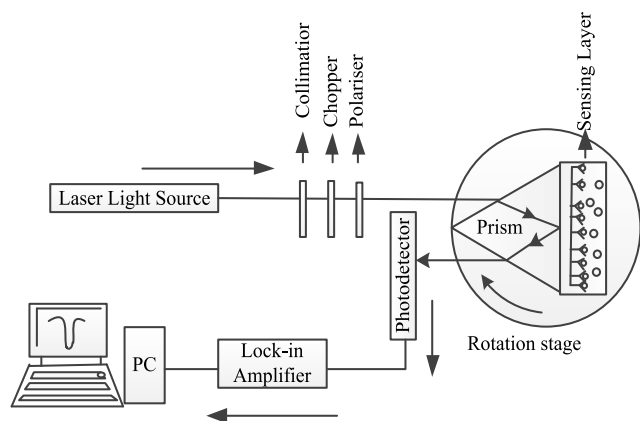 Collimatior
Chopper
Polariser
Sensing Layer
Laser Light Source
Prism
Photodetector
Rotation stage
PC
Lock-in
Amplifier